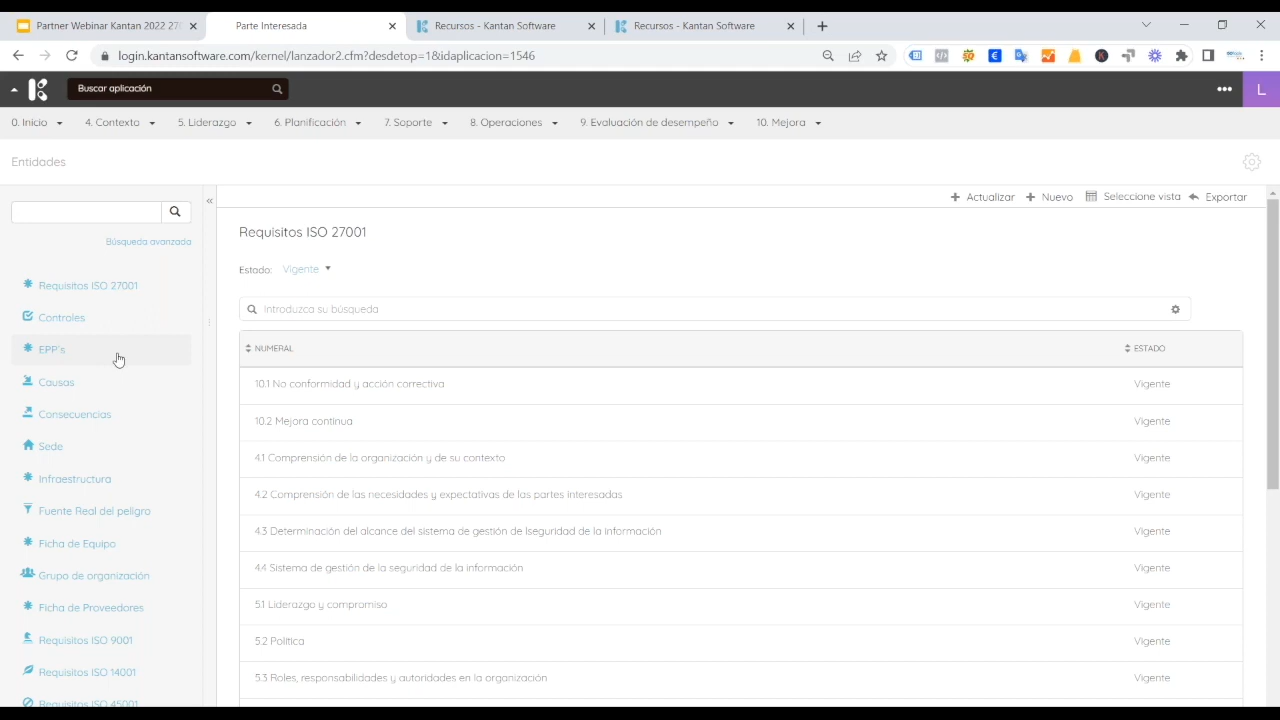 Partner Webinar Kantan 2022 27
Parte Interesada
Recursos - Kantan Software
Recursos - Kantan Software
login.kantansoftware.com/kernel/lanzador2.cfm?desdetop=1&idaplicacion=1546
Buscar aplicación
L
0. Inicio
4. Contexto
5. Liderazgo
6. Planificación
7. Soporte
8. Operaciones
9. Evaluación de desempeño
10. Mejora
Entidades
Actualizar
Nuevo
Seleccione vista
Exportar
Búsqueda avanzada
Requisitos ISO 27001
Controles
EPP's
Causas
Consecuencias
Sede
Infraestructura
Fuente Real del peligro
Ficha de Equipo
Grupo de organización
Ficha de Proveedores
Requisitos ISO 9001
Requisitos ISO 14001
Requisitos ISO 45001
Requisitos ISO 27001
Estado: Vigente
Introduzca su búsqueda
NUMERAL ESTADO
10.1 No conformidad y acción correctiva Vigente
10.2 Mejora continua Vigente
4.1 Comprensión de la organización y de su contexto Vigente
4.2 Comprensión de las necesidades y expectativas de las partes interesadas Vigente
4.3 Determinación del alcance del sistema de gestión de lseguridad de la información Vigente
4.4 Sistema de gestión de la seguridad de la información Vigente
5.1 Liderazgo y compromiso Vigente
5.2 Política Vigente
5.3 Roles, responsabilidades y autoridades en la organización Vigente